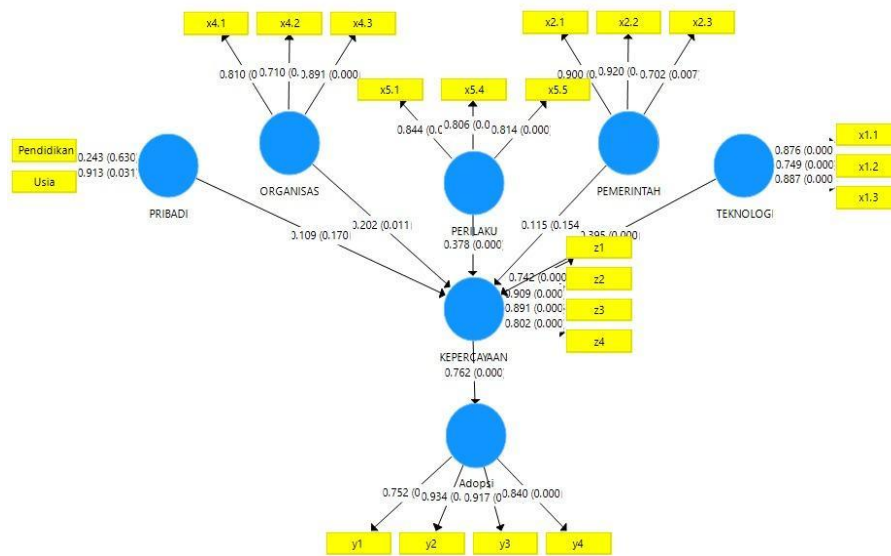 x4.1 x4.2 x4.3 x2.1 x2.2 x2.3
0.810 (0. 0.710 (0. 0.891 (0.000)
x5.1 x5.4 x5.5
0.900 (0. 0.920 (0. 0.702 (0.007)
0.844 (0.0 0.806 (0.0 0.814 (0.000)
Pendidikan 0.243 (0.630)
Usia 0.913 (0.031)
0.876 (0.000 x1.1
0.749 (0.000 x1.2
0.887 (0.000 x1.3
PRIBADI
ORGANISAS
PERILAKU
PEMERINTAH
TEKNOLOGI
0.109 (0.170)
0.202 (0.011)
0.378 (0.000)
0.115 (0.154
0.395 (0.000)
z1
0.742 (0.000 z2
0.909 (0.000)
0.891 (0.000 z3
0.802 (0.000) z4
KEPERCAYAAN
0.762 (0.000)
Adopsi
0.752 (0 0.934 (0. 0.917 (0 0.840 (0.000)
y1 y2 y3 y4